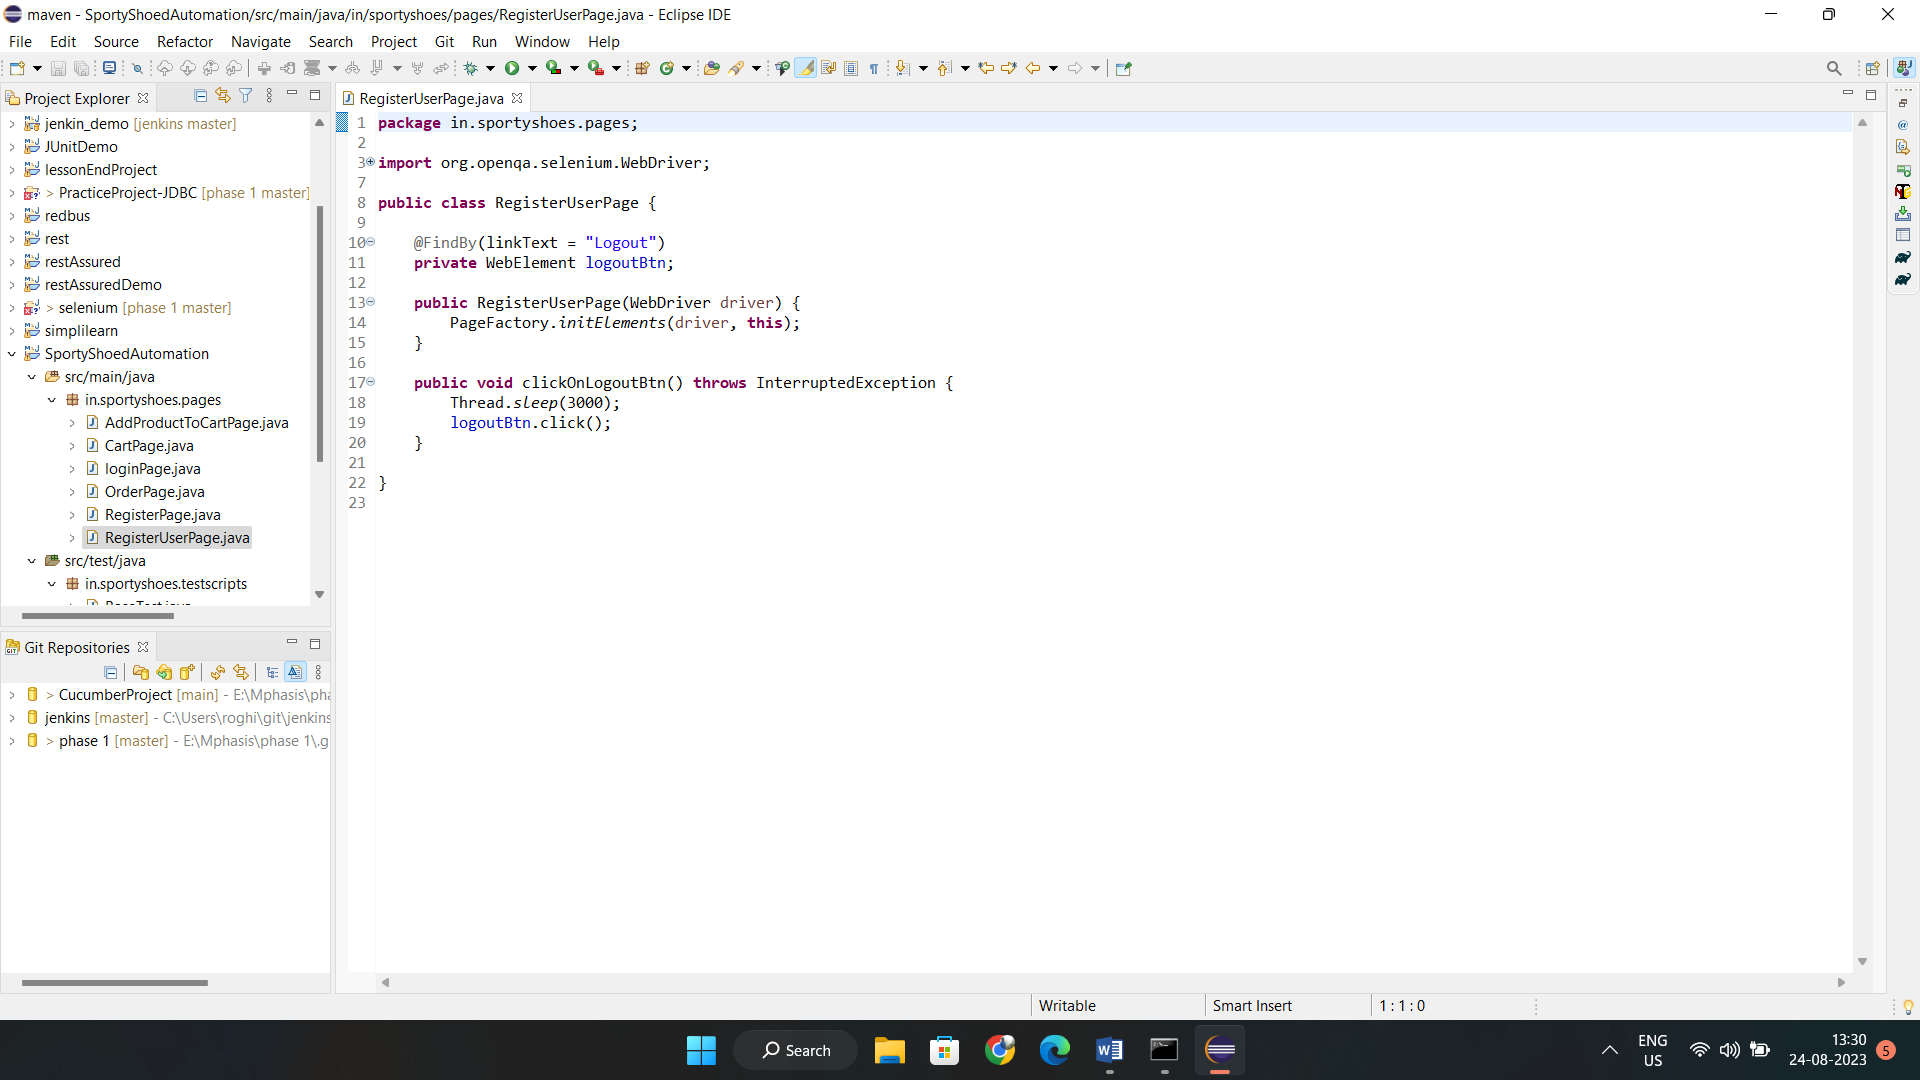 maven - SportyShoedAutomation/src/main/java/in/sportyshoes/pages/RegisterUserPage.java - Eclipse IDE
File Edit Source Refactor Navigate Search Project Git Run Window Help
Project Explorer
jenkin_demo [jenkins master]
JUnitDemo
lessonEndProject
> PracticeProject-JDBC [phase 1 master]
redbus
rest
restAssured
restAssuredDemo
> selenium [phase 1 master]
simplilearn
SportyShoedAutomation
src/main/java
in.sportyshoes.pages
AddProductToCartPage.java
CartPage.java
loginPage.java
OrderPage.java
RegisterPage.java
RegisterUserPage.java
src/test/java
in.sportyshoes.testscripts
Git Repositories
> CucumberProject [main] - E:\Mphasis\pha
jenkins [master] - C:\Users\roghi\git\jenkins
> phase 1 [master] - E:\Mphasis\phase 1\.g
RegisterUserPage.java
1 package in.sportyshoes.pages;
2
3 import org.openqa.selenium.WebDriver;
7
8 public class RegisterUserPage {
9
10 @FindBy(linkText = "Logout")
11 private WebElement logoutBtn;
12
13 public RegisterUserPage(WebDriver driver) {
14 PageFactory.initElements(driver, this);
15 }
16
17 public void clickOnLogoutBtn() throws InterruptedException {
18 Thread.sleep(3000);
19 logoutBtn.click();
20 }
21
22 }
23
Writable Smart Insert 1 : 1 : 0
Search
ENG
US
13:30
24-08-2023
5